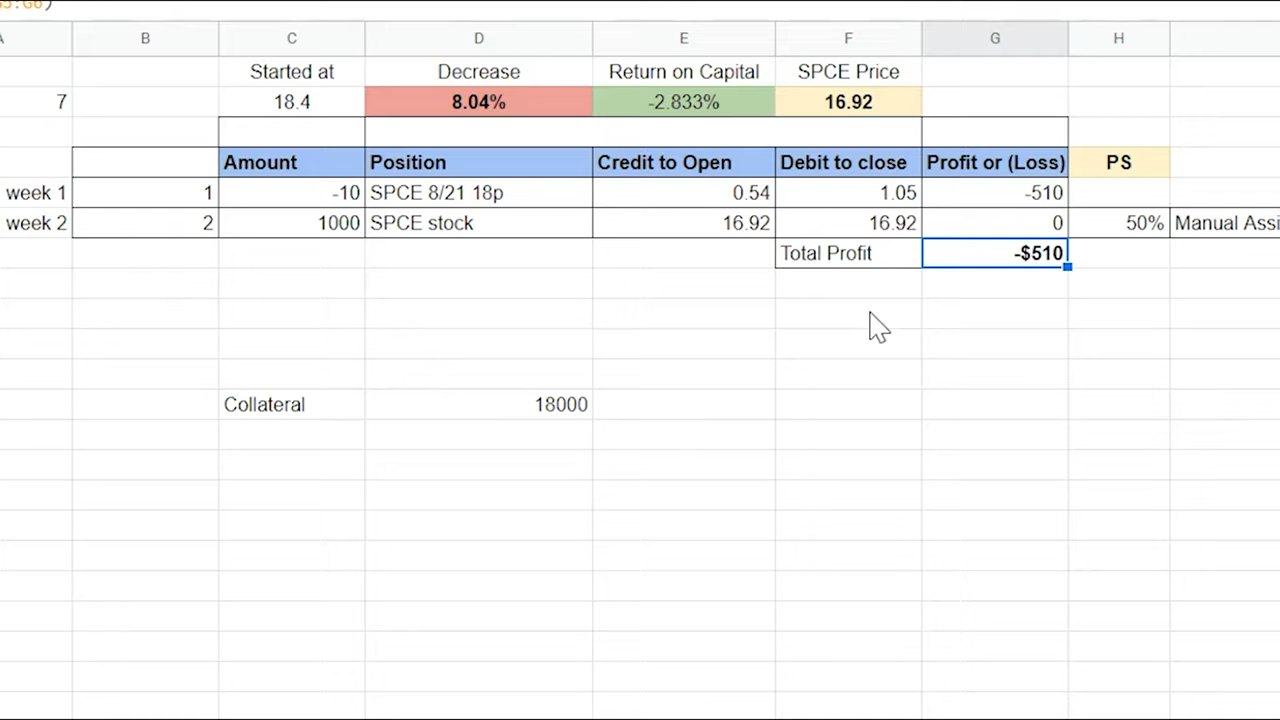 A B C D E F G H
Started at Decrease Return on Capital SPCE Price
7 18.4 8.04% -2.833% 16.92
Amount Position Credit to Open Debit to close Profit or (Loss) PS
week 1 1 -10 SPCE 8/21 18p 0.54 1.05 -510
week 2 2 1000 SPCE stock 16.92 16.92 0 50% Manual Assi
Total Profit -$510
Collateral 18000